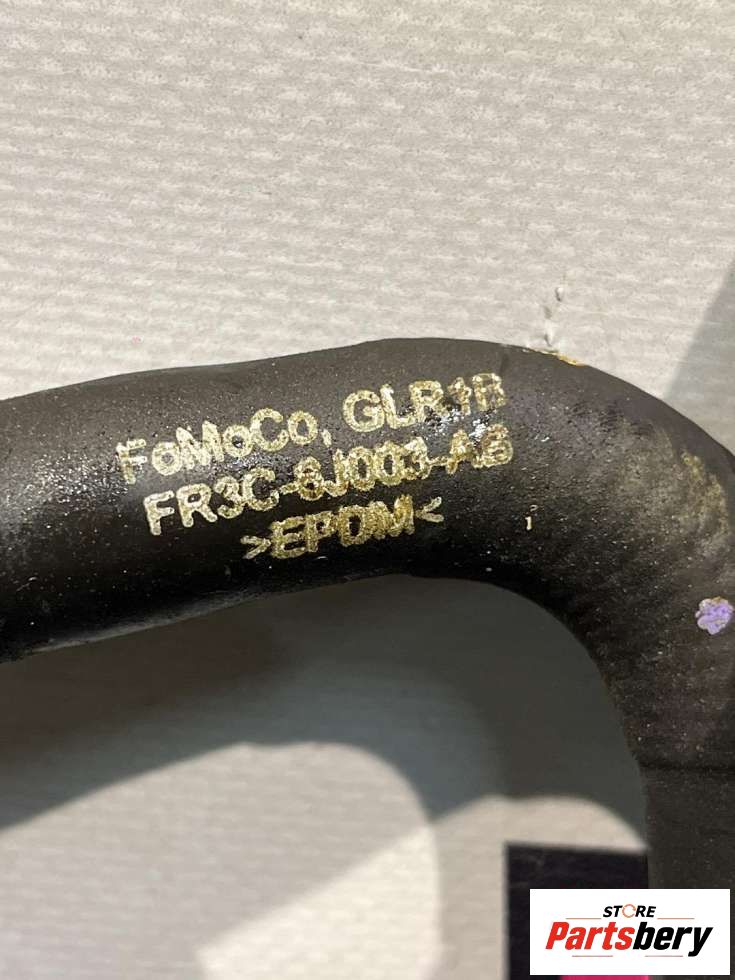 FoMoCo, GLR1B
FR3C-8J003-AB
>EPDM<
STORE
Partsbery